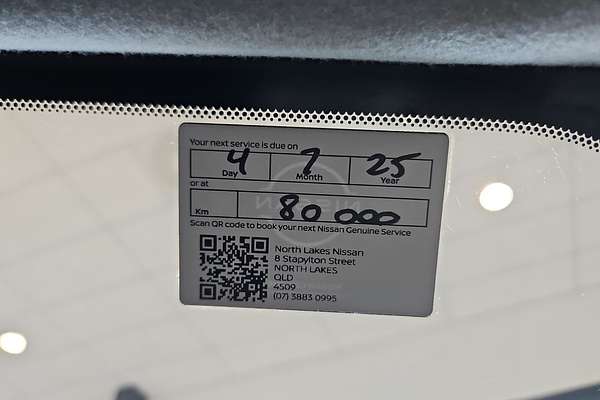 Your next service is due on
4 7 25
Day Month Year
or at
Km 80 000
Scan QR code to book your next Nissan Genuine Service
North Lakes Nissan
8 Stapylton Street
NORTH LAKES
QLD
4509
(07) 3883 0995